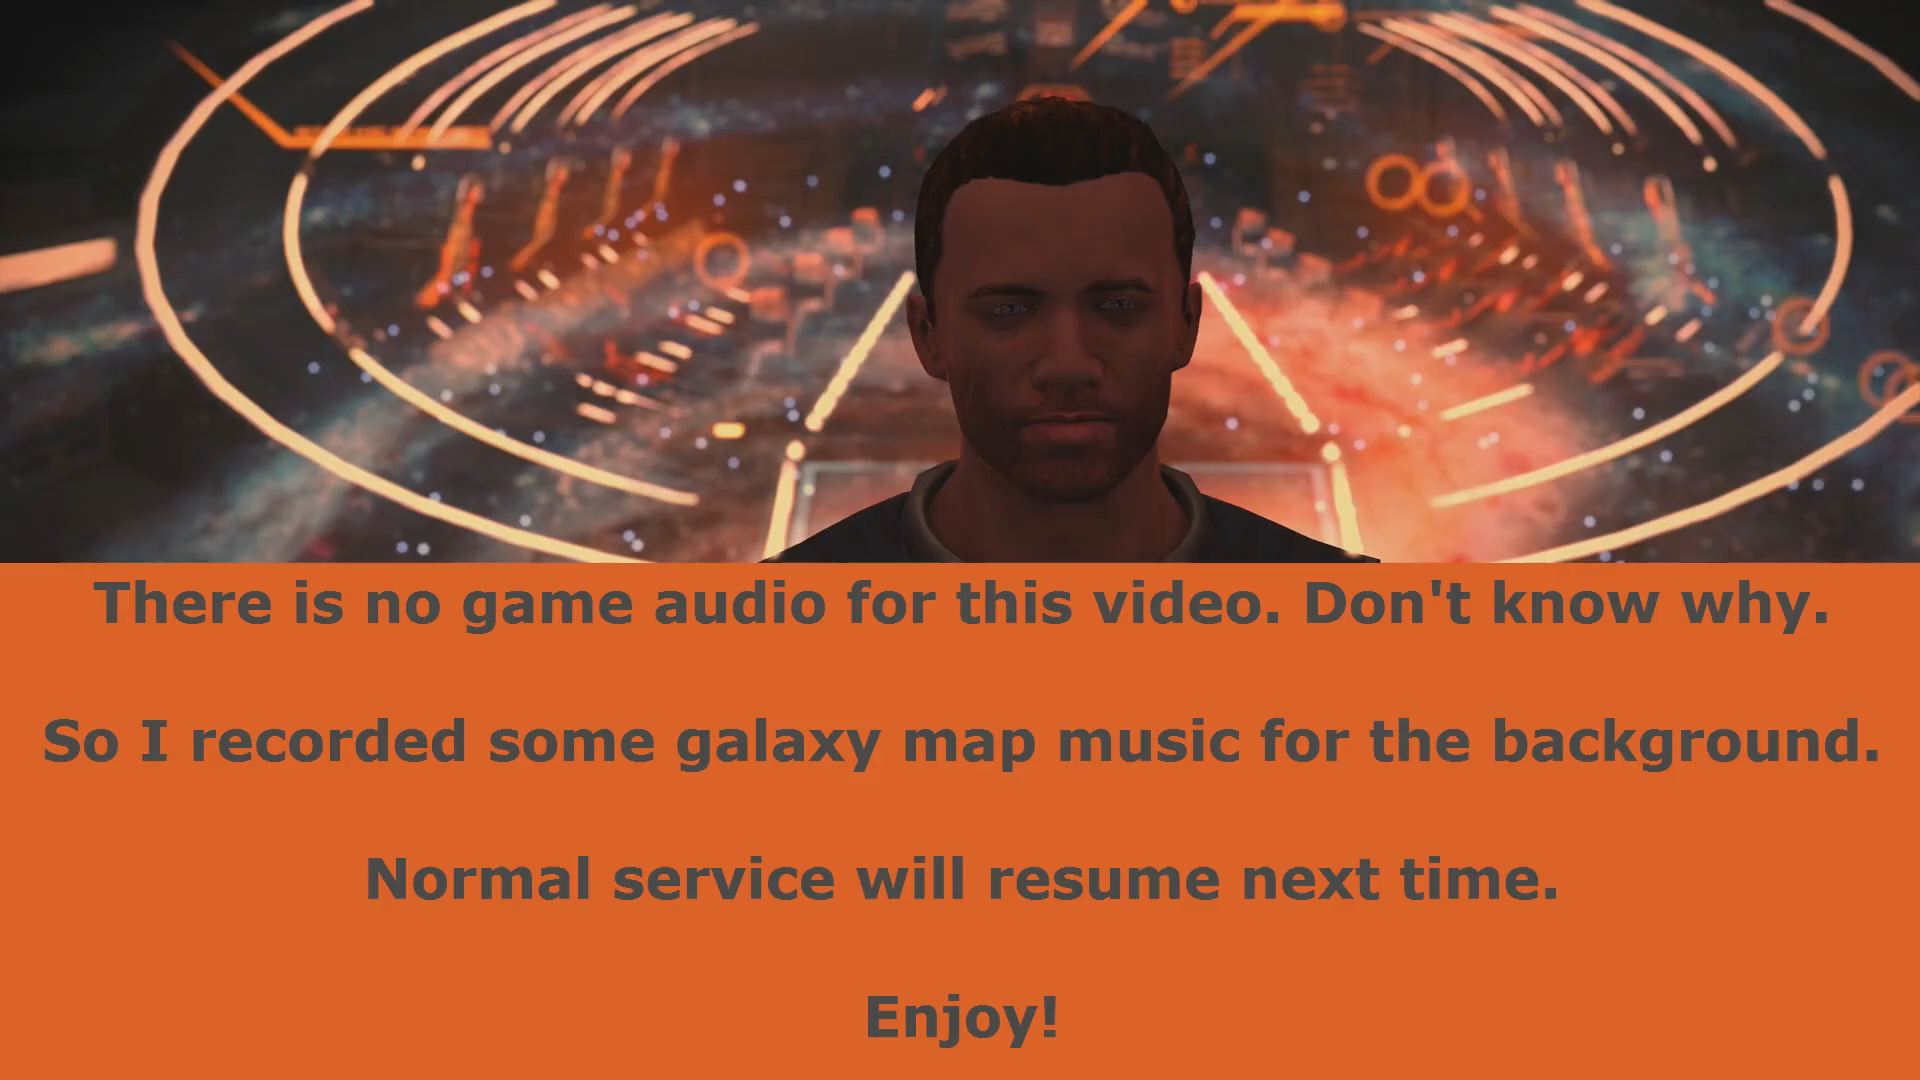 There is no game audio for this video. Don't know why.
So I recorded some galaxy map music for the background.
Normal service will resume next time.
Enjoy!